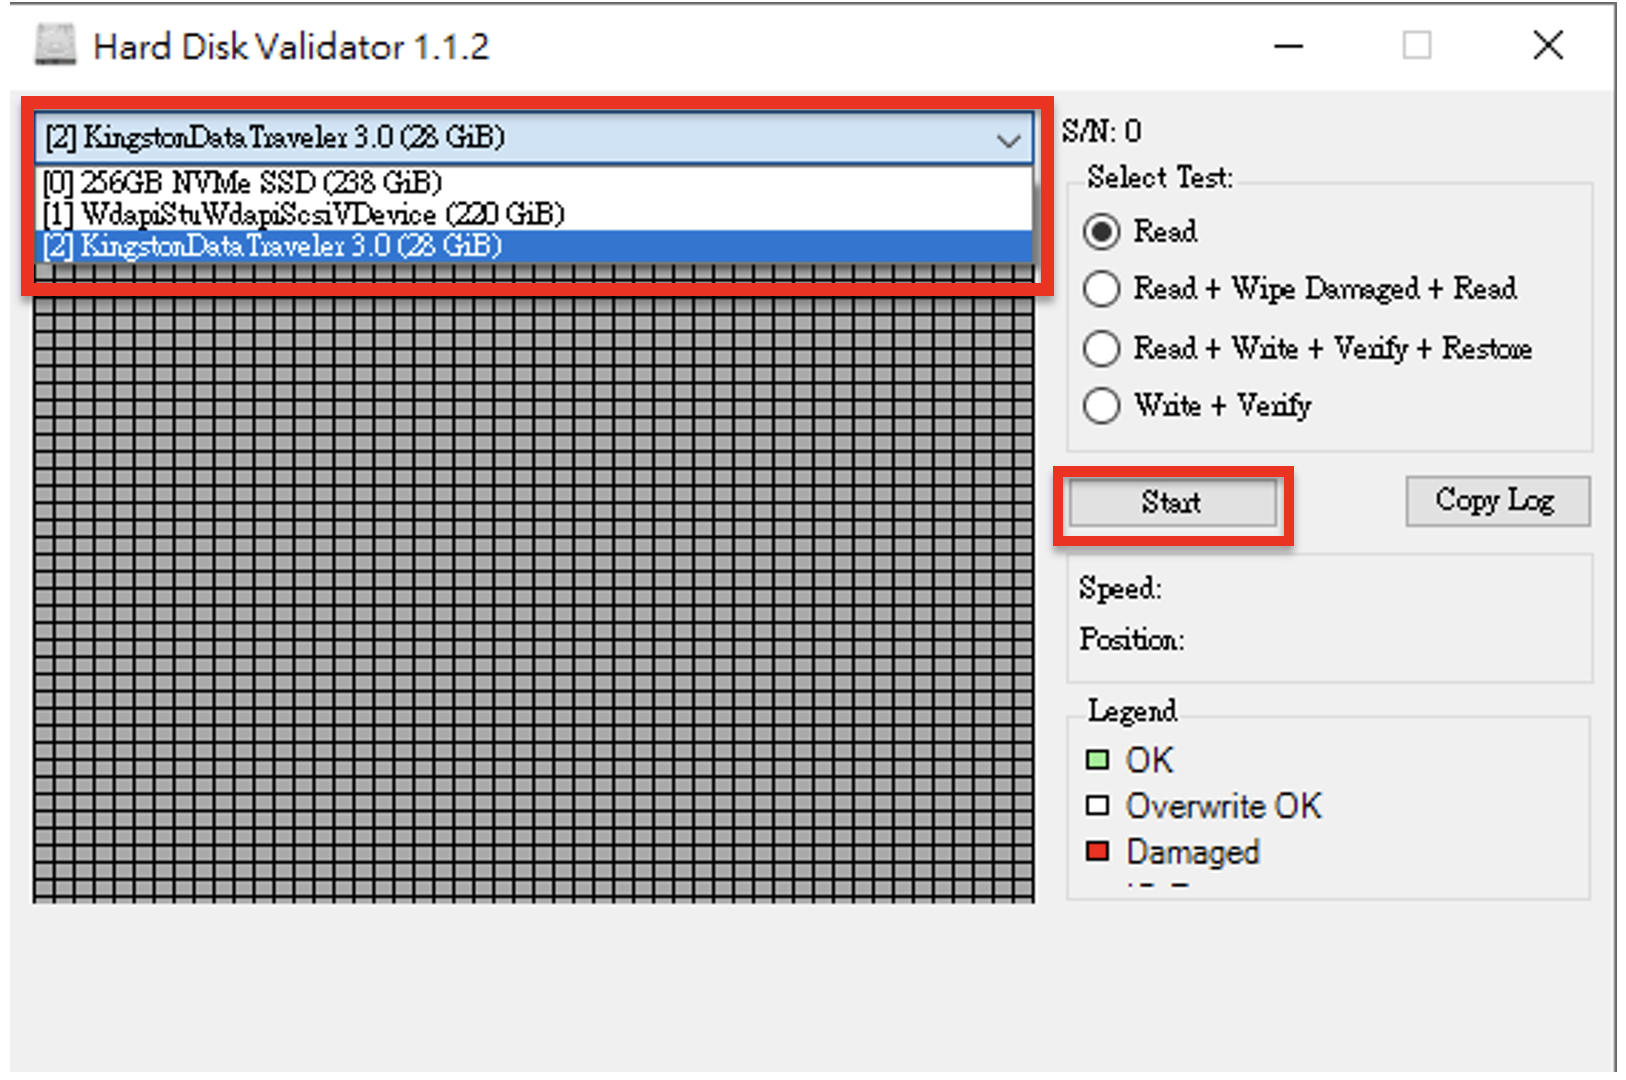 Hard Disk Validator 1.1.2
[2] KingstonDataTraveler 3.0 (28 GiB)
[0] 256GB NVMe SSD (238 GiB)
[1] WdapiStuWdapiScsiVDevice (220 GiB)
[2] KingstonDataTraveler 3.0 (28 GiB)
S/N: 0
Select Test:
Read
Read + Wipe Damaged + Read
Read + Write + Verify + Restore
Write + Verify
Start
Copy Log
Speed:
Position:
Legend
OK
Overwrite OK
Damaged